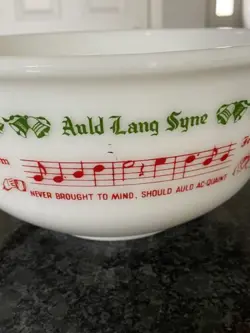 Auld Lang Syne
NEVER BROUGHT TO MIND, SHOULD AULD AC-QUAINT